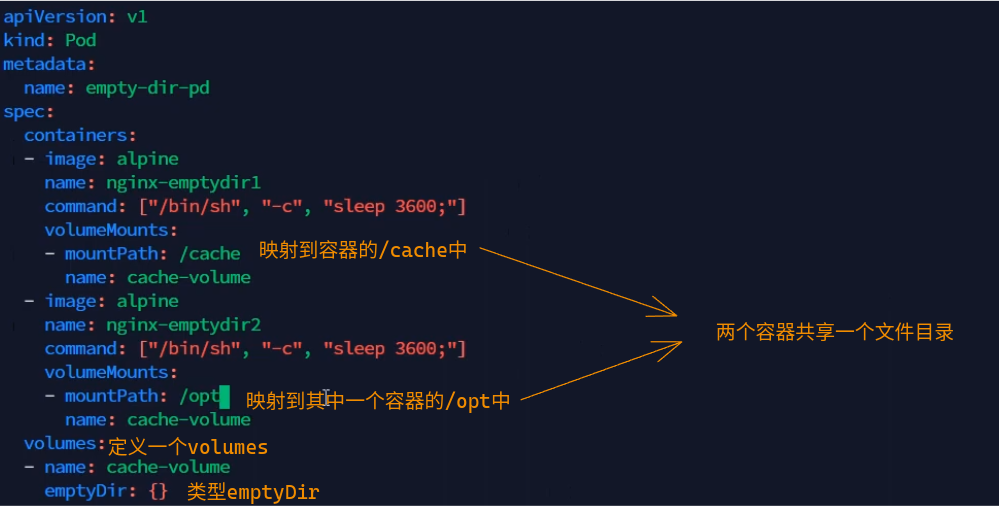 apiVersion: v1
kind: Pod
metadata:
  name: empty-dir-pd
spec:
  containers:
  - image: alpine
    name: nginx-emptydir1
    command: ["/bin/sh", "-c", "sleep 3600;"]
    volumeMounts:
    - mountPath: /cache 映射到容器的/cache中
      name: cache-volume
  - image: alpine
    name: nginx-emptydir2
两个容器共享一个文件目录
    command: ["/bin/sh", "-c", "sleep 3600;"]
    volumeMounts:
    - mountPath: /opt 映射到其中一个容器的/opt中
      name: cache-volume
  volumes:定义一个volumes
  - name: cache-volume
    emptyDir: {} 类型emptyDir